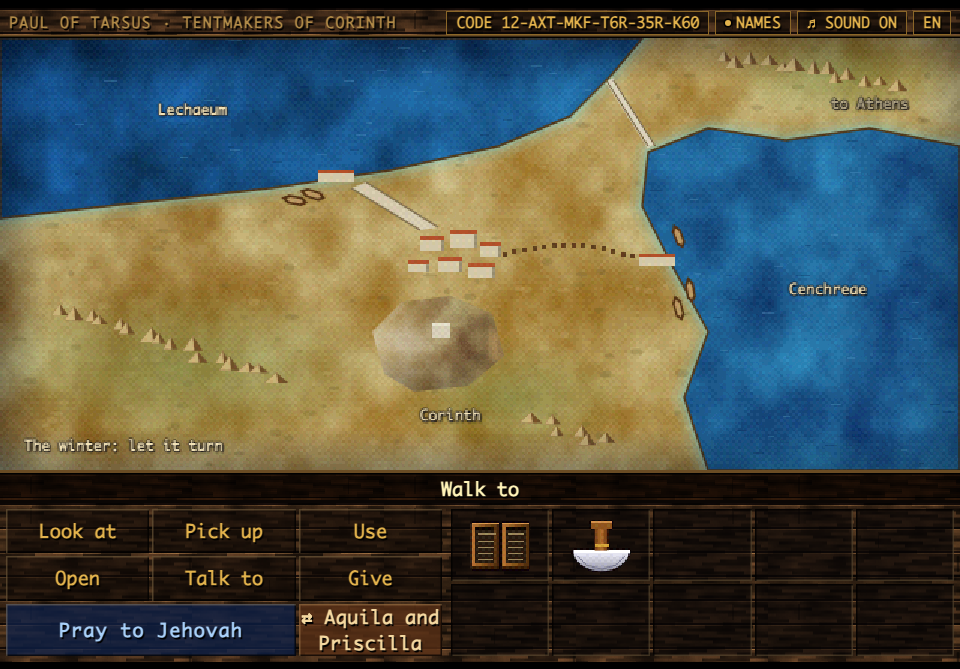 PAUL OF TARSUS · TENTMAKERS OF CORINTH
CODE 12-AXT-MKF-T6R-35R-K60
•NAMES
♬ SOUND ON
EN
Lechaeum
to Athens
Cenchreae
Corinth
The winter: let it turn
Walk to
Look at
Pick up
Use
Open
Talk to
Give
Pray to Jehovah
⇄ Aquila and
Priscilla